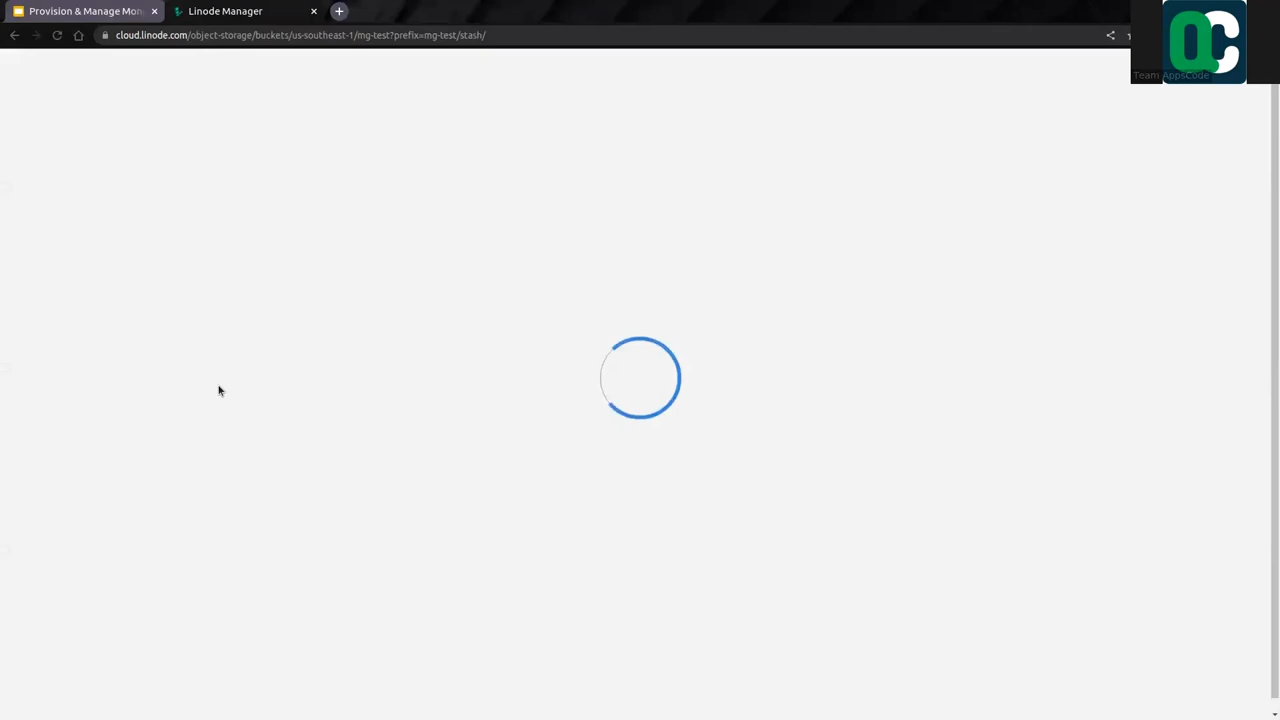 Provision & Manage Mon
Linode Manager
cloud.linode.com/object-storage/buckets/us-southeast-1/mg-test?prefix=mg-test/stash/
Team AppsCode